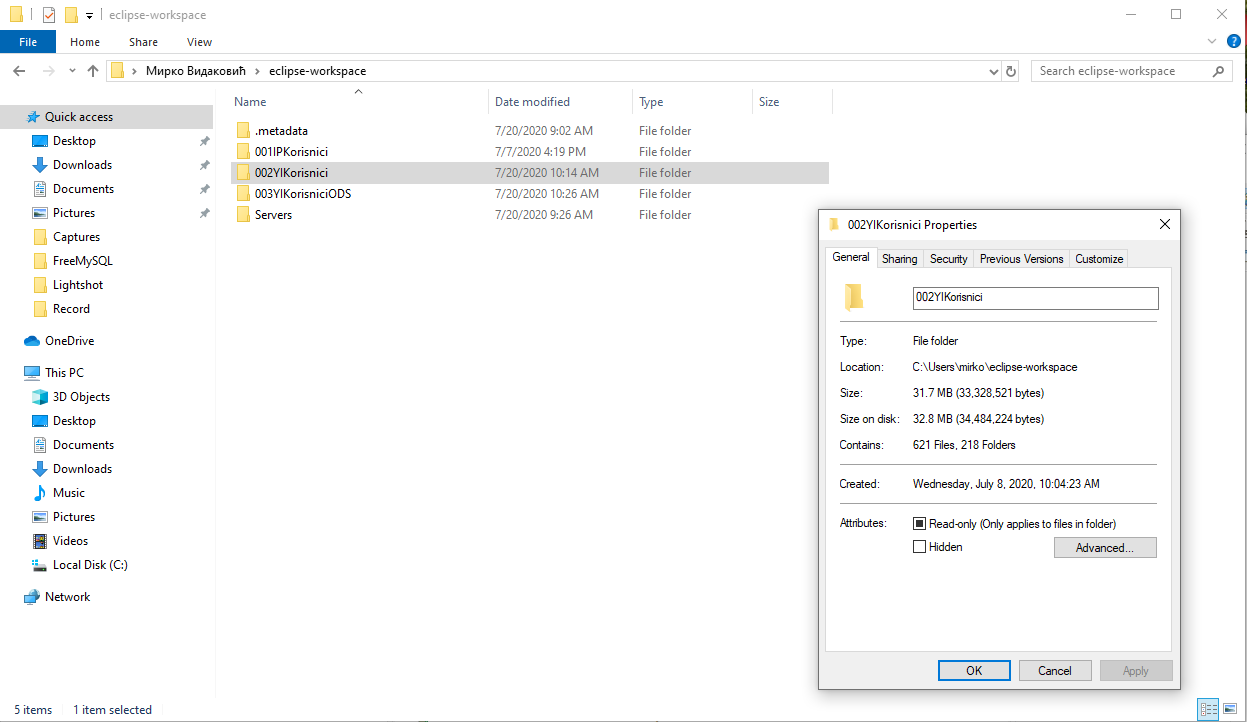 eclipse-workspace
File Home Share View
Мирко Видаковић > eclipse-workspace
Search eclipse-workspace
Name Date modified Type Size
Quick access
Desktop
Downloads
Documents
Pictures
Captures
FreeMySQL
Lightshot
Record
OneDrive
This PC
3D Objects
Desktop
Documents
Downloads
Music
Pictures
Videos
Local Disk (C:)
Network
.metadata 7/20/2020 9:02 AM File folder
001IPKorisnici 7/7/2020 4:19 PM File folder
002YIKorisnici 7/20/2020 10:14 AM File folder
003YIKorisniciODS 7/20/2020 10:26 AM File folder
Servers 7/20/2020 9:26 AM File folder
002YIKorisnici Properties
General Sharing Security Previous Versions Customize
002YIKorisnici
Type: File folder
Location: C:\Users\mirko\eclipse-workspace
Size: 31.7 MB (33,328,521 bytes)
Size on disk: 32.8 MB (34,484,224 bytes)
Contains: 621 Files, 218 Folders
Created: Wednesday, July 8, 2020, 10:04:23 AM
Attributes: Read-only (Only applies to files in folder)
Hidden Advanced...
OK Cancel Apply
5 items 1 item selected